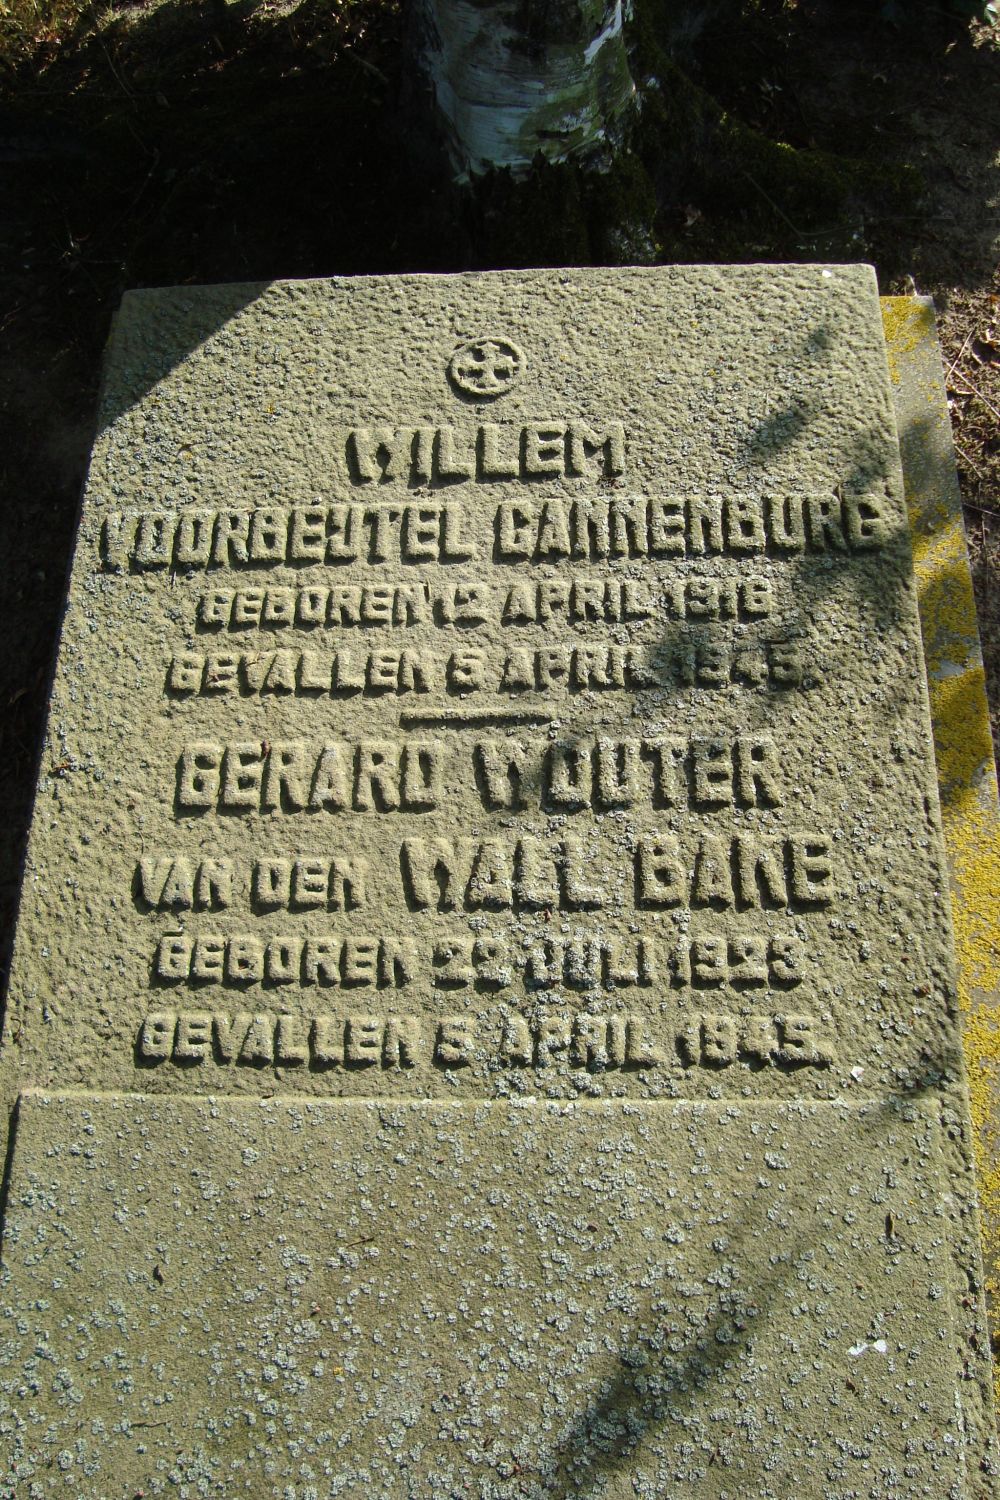 WILLEM
VOORBEIJTEL CANNENBURG
GEBOREN 12 APRIL 1916
GEVALLEN 5 APRIL 1945
GERARD WOUTER
VAN DEN WALL BAKE
GEBOREN 22 JULI 1923
GEVALLEN 5 APRIL 1945